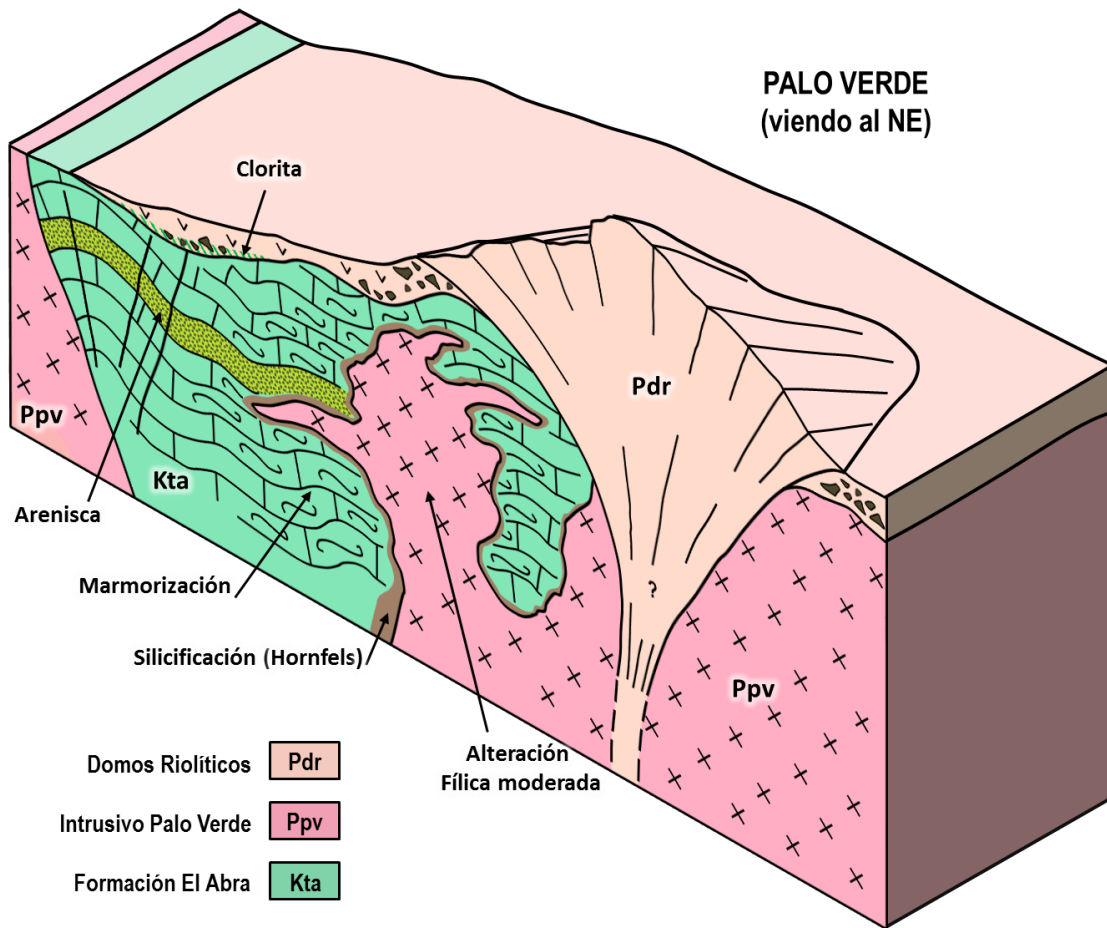 PALO VERDE
(viendo al NE)
Clorita
Pdr
Ppv
Kta
Arenisca
Marmorización
?
Silicificación (Hornfels)
Ppv
Alteración
Fílica moderada
Domos Riolíticos Pdr
Intrusivo Palo Verde Ppv
Formación El Abra Kta